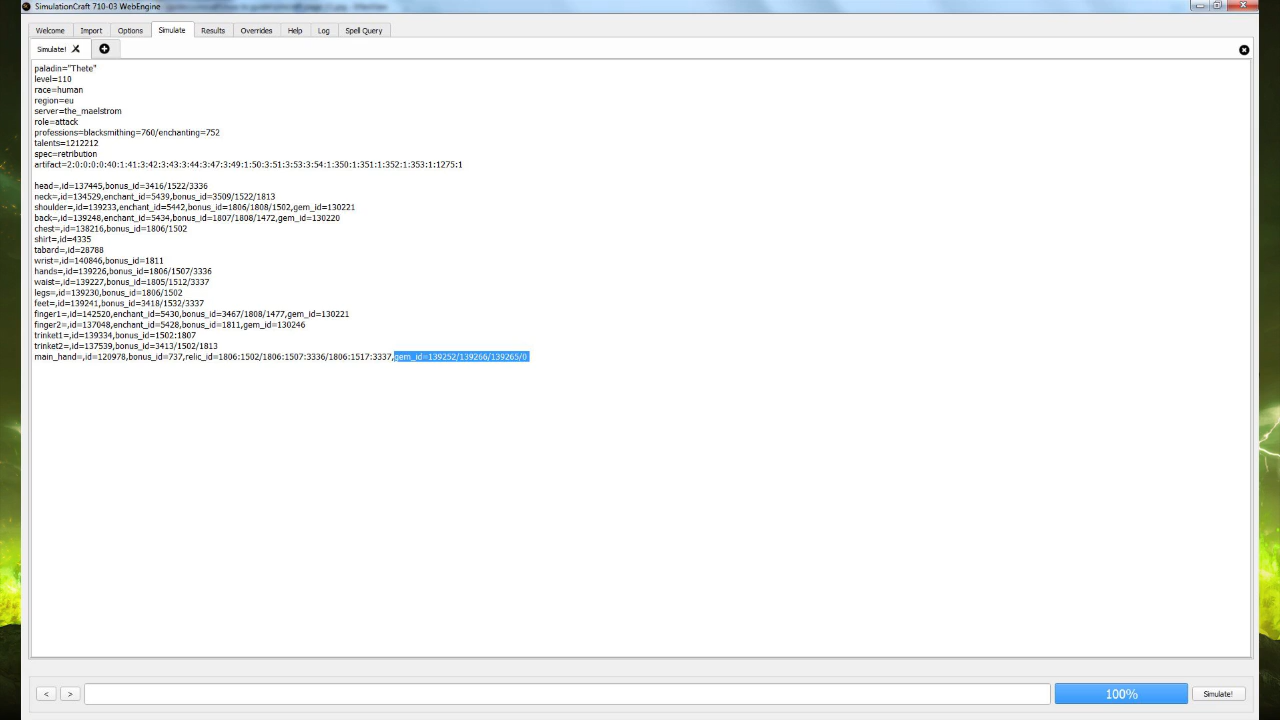 SimulationCraft 710-03 WebEngine
Welcome Import Options Simulate Results Overrides Help Log Spell Query
Simulate!
paladin="Thete"
level=110
race=human
region=eu
server=the_maelstrom
role=attack
professions=blacksmithing=760/enchanting=752
talents=1212212
spec=retribution
artifact=2:0:0:0:0:40:1:41:3:42:3:43:3:44:3:47:3:49:1:50:3:51:3:53:3:54:1:350:1:351:1:352:1:353:1:1275:1
head=,id=137445,bonus_id=3416/1522/3336
neck=,id=134529,enchant_id=5439,bonus_id=3509/1522/1813
shoulder=,id=139233,enchant_id=5442,bonus_id=1806/1808/1502,gem_id=130221
back=,id=139248,enchant_id=5434,bonus_id=1807/1808/1472,gem_id=130220
chest=,id=138216,bonus_id=1806/1502
shirt=,id=4335
tabard=,id=28788
wrist=,id=140846,bonus_id=1811
hands=,id=139226,bonus_id=1806/1507/3336
waist=,id=139227,bonus_id=1805/1512/3337
legs=,id=139230,bonus_id=1806/1502
feet=,id=139241,bonus_id=3418/1532/3337
finger1=,id=142520,enchant_id=5430,bonus_id=3467/1808/1477,gem_id=130221
finger2=,id=137048,enchant_id=5428,bonus_id=1811,gem_id=130246
trinket1=,id=139334,bonus_id=1502:1807
trinket2=,id=137539,bonus_id=3413/1502/1813
main_hand=,id=120978,bonus_id=737,relic_id=1806:1502/1806:1507:3336/1806:1517:3337,gem_id=139252/139266/139265/0
< > 100% Simulate!